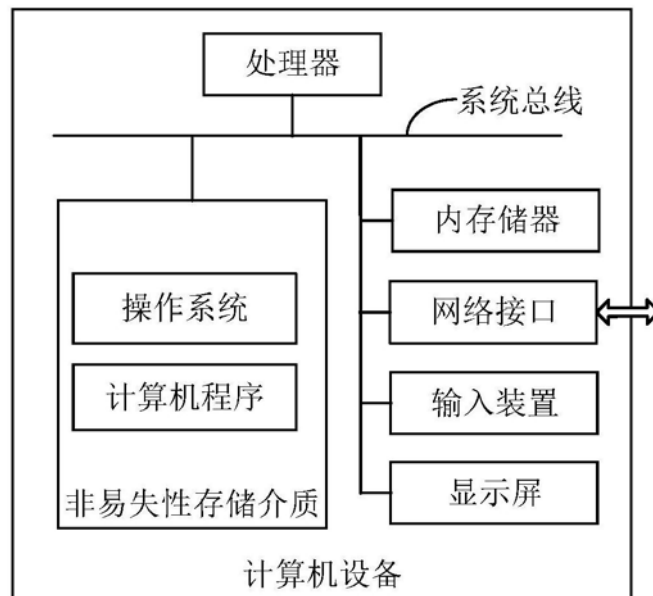 处理器
系统总线
内存储器
操作系统
网络接口
计算机程序
输入装置
非易失性存储介质
显示屏
计算机设备